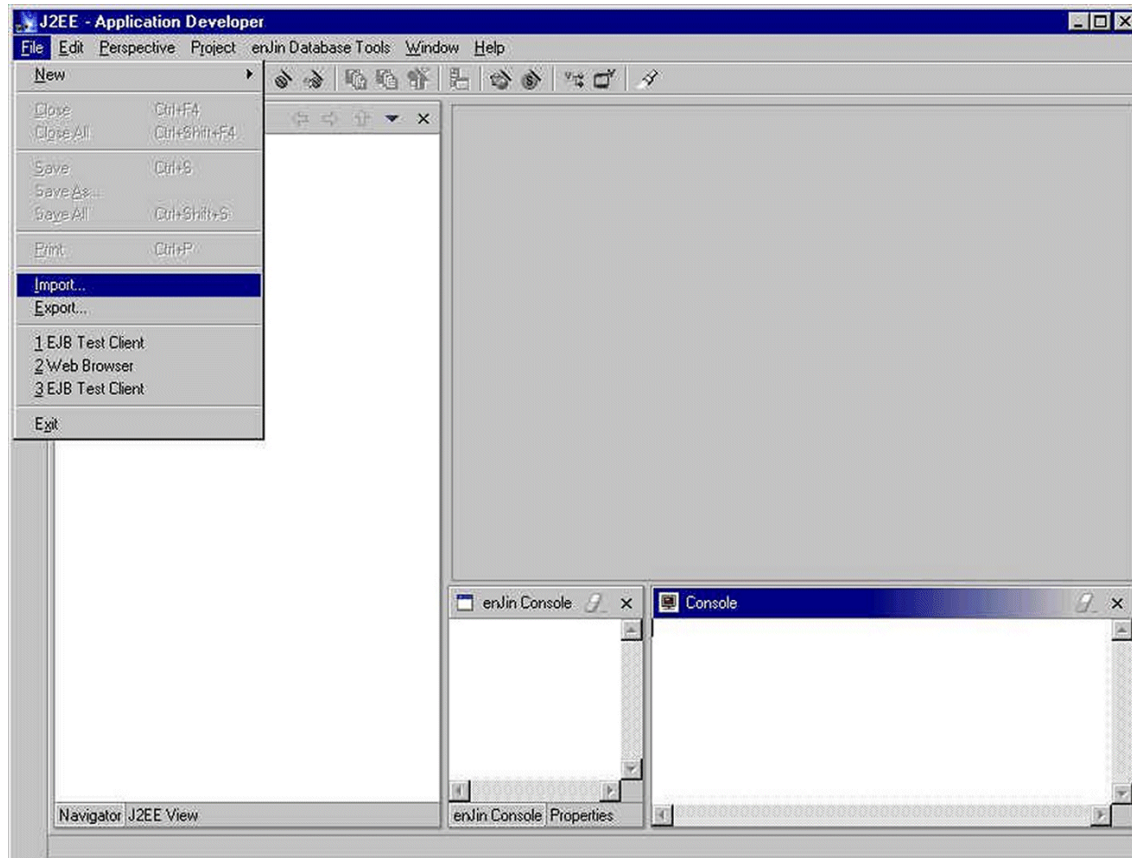 J2EE - Application Developer
File Edit Perspective Project enJin Database Tools Window Help
New
Close Ctrl+F4
Close All Ctrl+Shift+F4
Save Ctrl+S
Save As...
Save All Ctrl+Shift+S
Print Ctrl+P
Import...
Export...
1 EJB Test Client
2 Web Browser
3 EJB Test Client
Exit
enJin Console
Console
Navigator J2EE View
enJin Console Properties